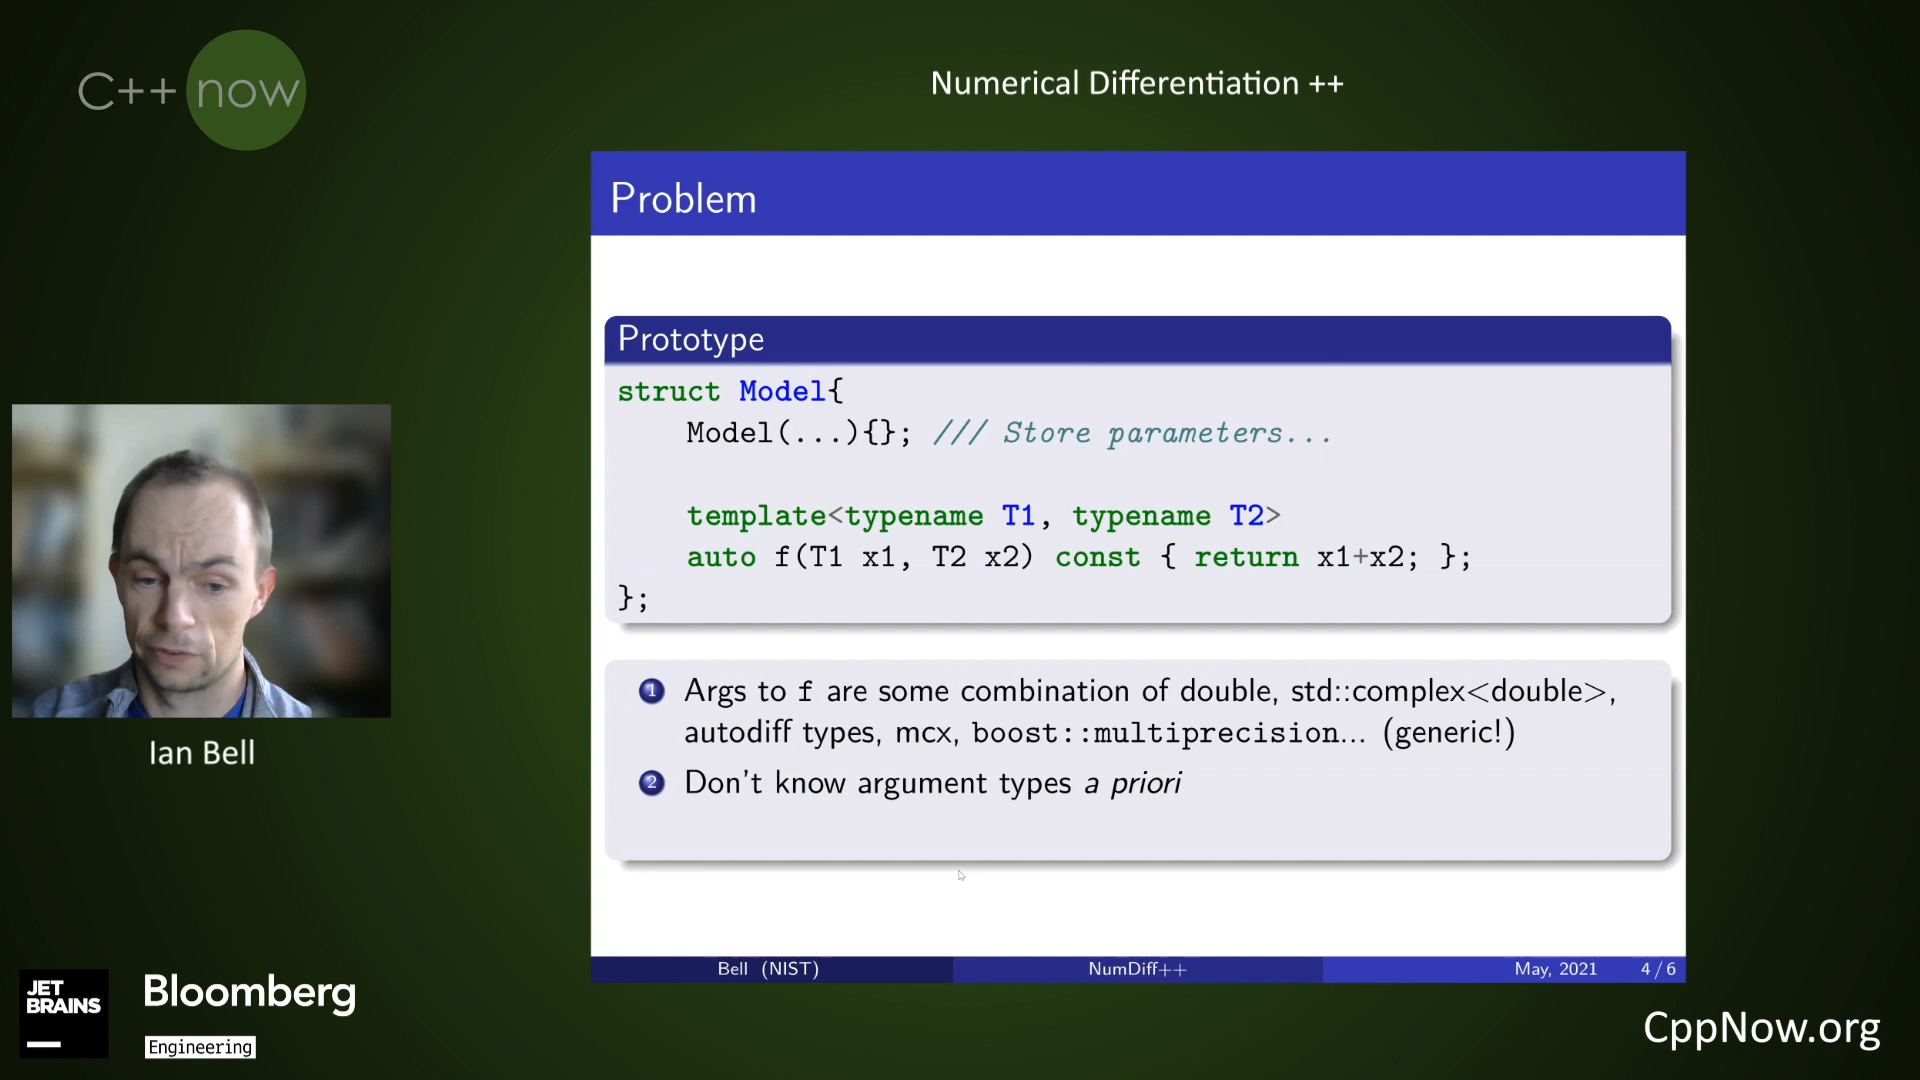 C++ now
Numerical Differentiation ++
Problem
Prototype
struct Model{
Model(...){}; /// Store parameters...
template<typename T1, typename T2>
auto f(T1 x1, T2 x2) const { return x1+x2; };
};
1 Args to f are some combination of double, std::complex<double>,
autodiff types, mcx, boost::multiprecision... (generic!)
2 Don't know argument types a priori
Ian Bell
Bell (NIST) NumDiff++ May, 2021 4 / 6
JET
BRAINS
Bloomberg
Engineering
CppNow.org